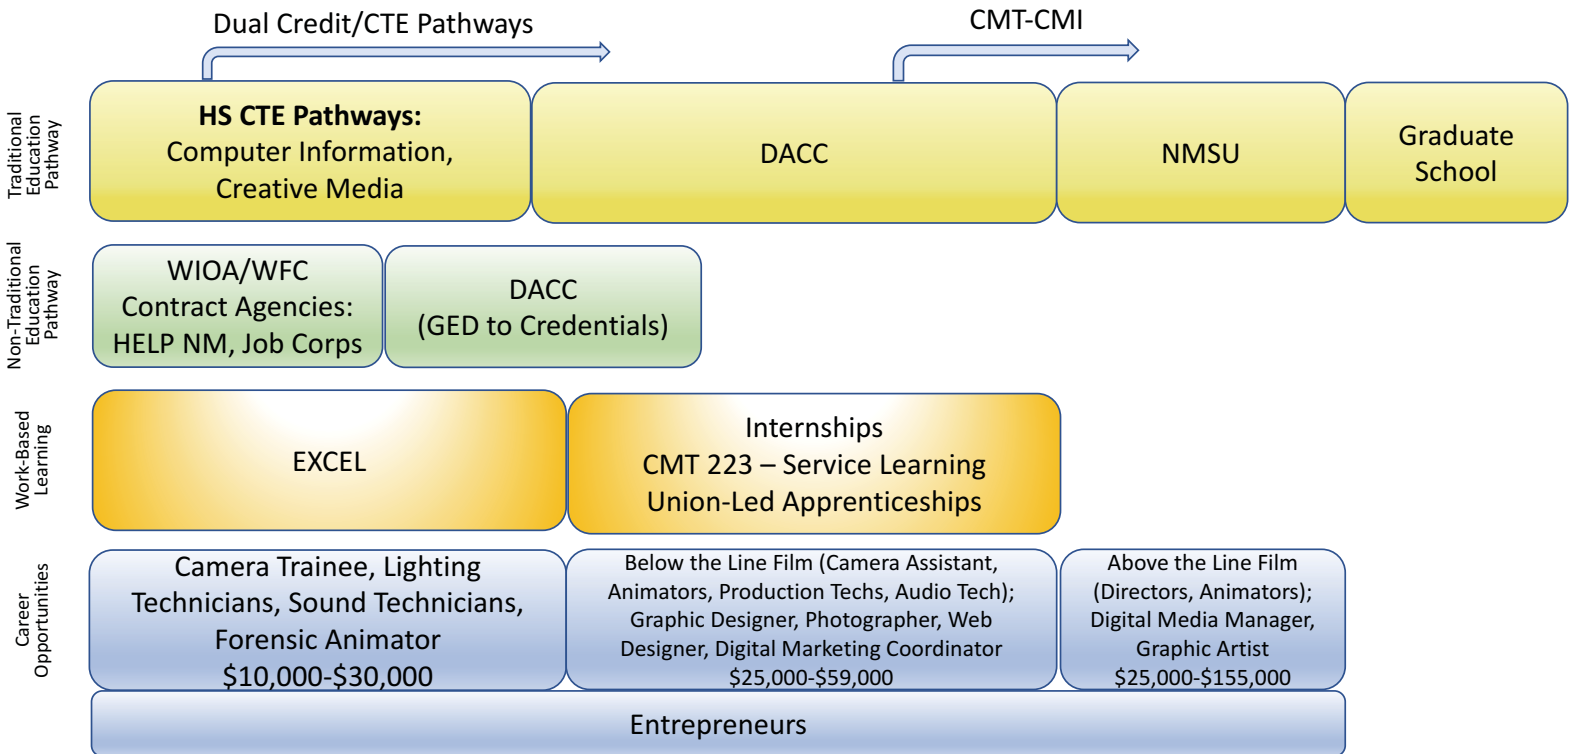 Dual Credit/CTE Pathways
CMT-CMI
Traditional
Education
Pathway
HS CTE Pathways:
Computer Information,
Creative Media
DACC
NMSU
Graduate
School
Non-Traditional
Education
Pathway
WIOA/WFC
Contract Agencies:
HELP NM, Job Corps
DACC
(GED to Credentials)
Work-Based
Learning
EXCEL
Internships
CMT 223 – Service Learning
Union-Led Apprenticeships
Career
Opportunities
Camera Trainee, Lighting
Technicians, Sound Technicians,
Forensic Animator
$10,000-$30,000
Below the Line Film (Camera Assistant,
Animators, Production Techs, Audio Tech);
Graphic Designer, Photographer, Web
Designer, Digital Marketing Coordinator
$25,000-$59,000
Above the Line Film
(Directors, Animators);
Digital Media Manager,
Graphic Artist
$25,000-$155,000
Entrepreneurs